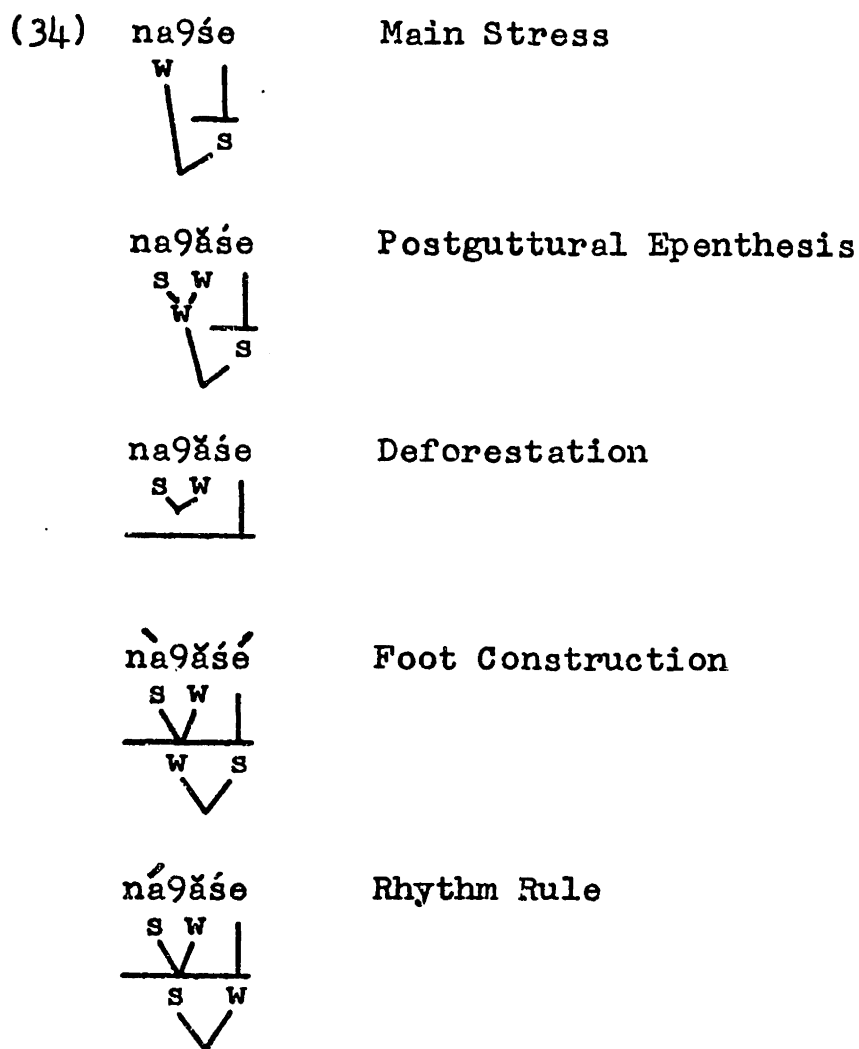 (34) na9śe Main Stress
W
S
na9ăśe Postguttural Epenthesis
S W
W
S
na9ăśe Deforestation
S W
nà9ăśé Foot Construction
S W
W S
ná9ăśe Rhythm Rule
S W
S W